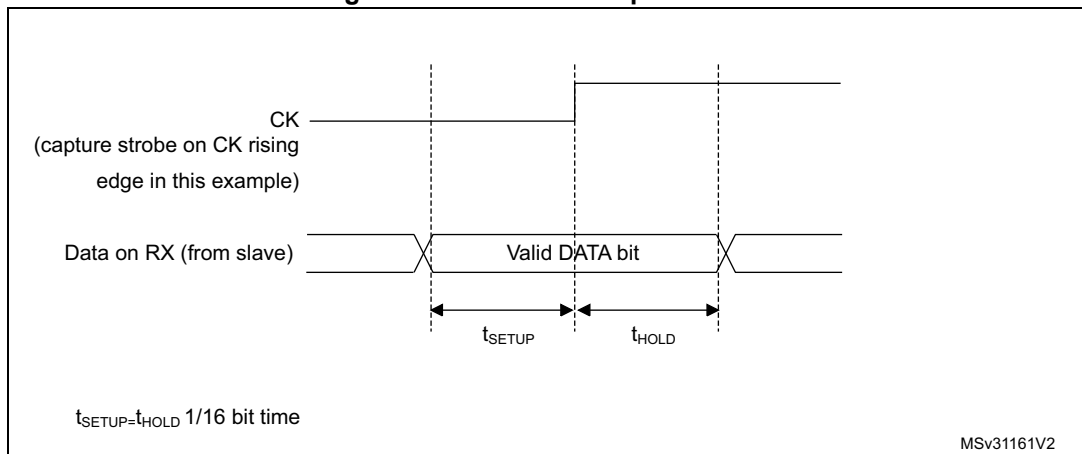 CK
(capture strobe on CK rising
edge in this example)
Data on RX (from slave)
Valid DATA bit
tSETUP
tHOLD
tSETUP=tHOLD 1/16 bit time
MSv31161V2